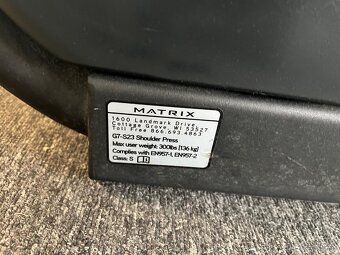 MATRIX
1600 Landmark Drive,
Cottage Grove, WI 53527
Toll Free 866.693.4863
G7-S23 Shoulder Press
Max user weight: 300lbs [136 kg]
Complies with EN957-1, EN957-2
Class: S